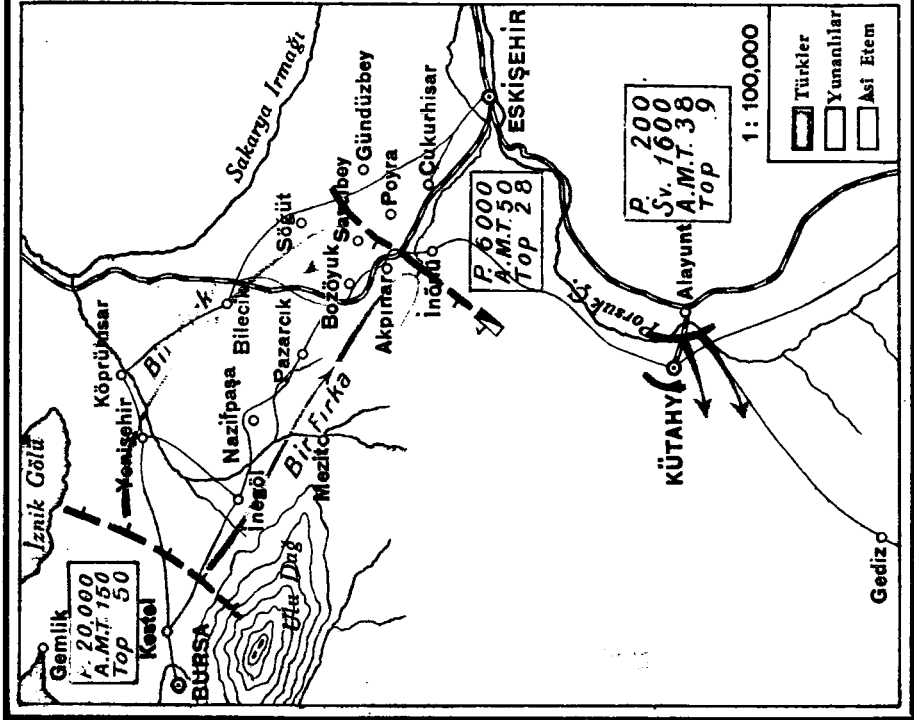 Gemlik
P. 20,000
A.M.T. 150
Top 50
Kestel
BURSA
İznik Gölü
Yenişehir
Köprühisar
İnegöl
Ulu Dağ
Nazifpaşa
Mezit
Bir Fırka
Pazarcık
Bilecik
Bozöyük
Akpınar
İnönü
Söğüt
Sakarya Irmağı
Gündüzbey
Poyra
Çukurhisar
ESKİŞEHİR
P. 6000
A.M.T. 50
Top 28
Porsuk Ç.
KÜTAHY
Alayunt
Gediz
P. 200
Sv. 1600
A.M.T. 38
Top 9
1 : 100,000
Türkler
Yunanlılar
Asi Etem